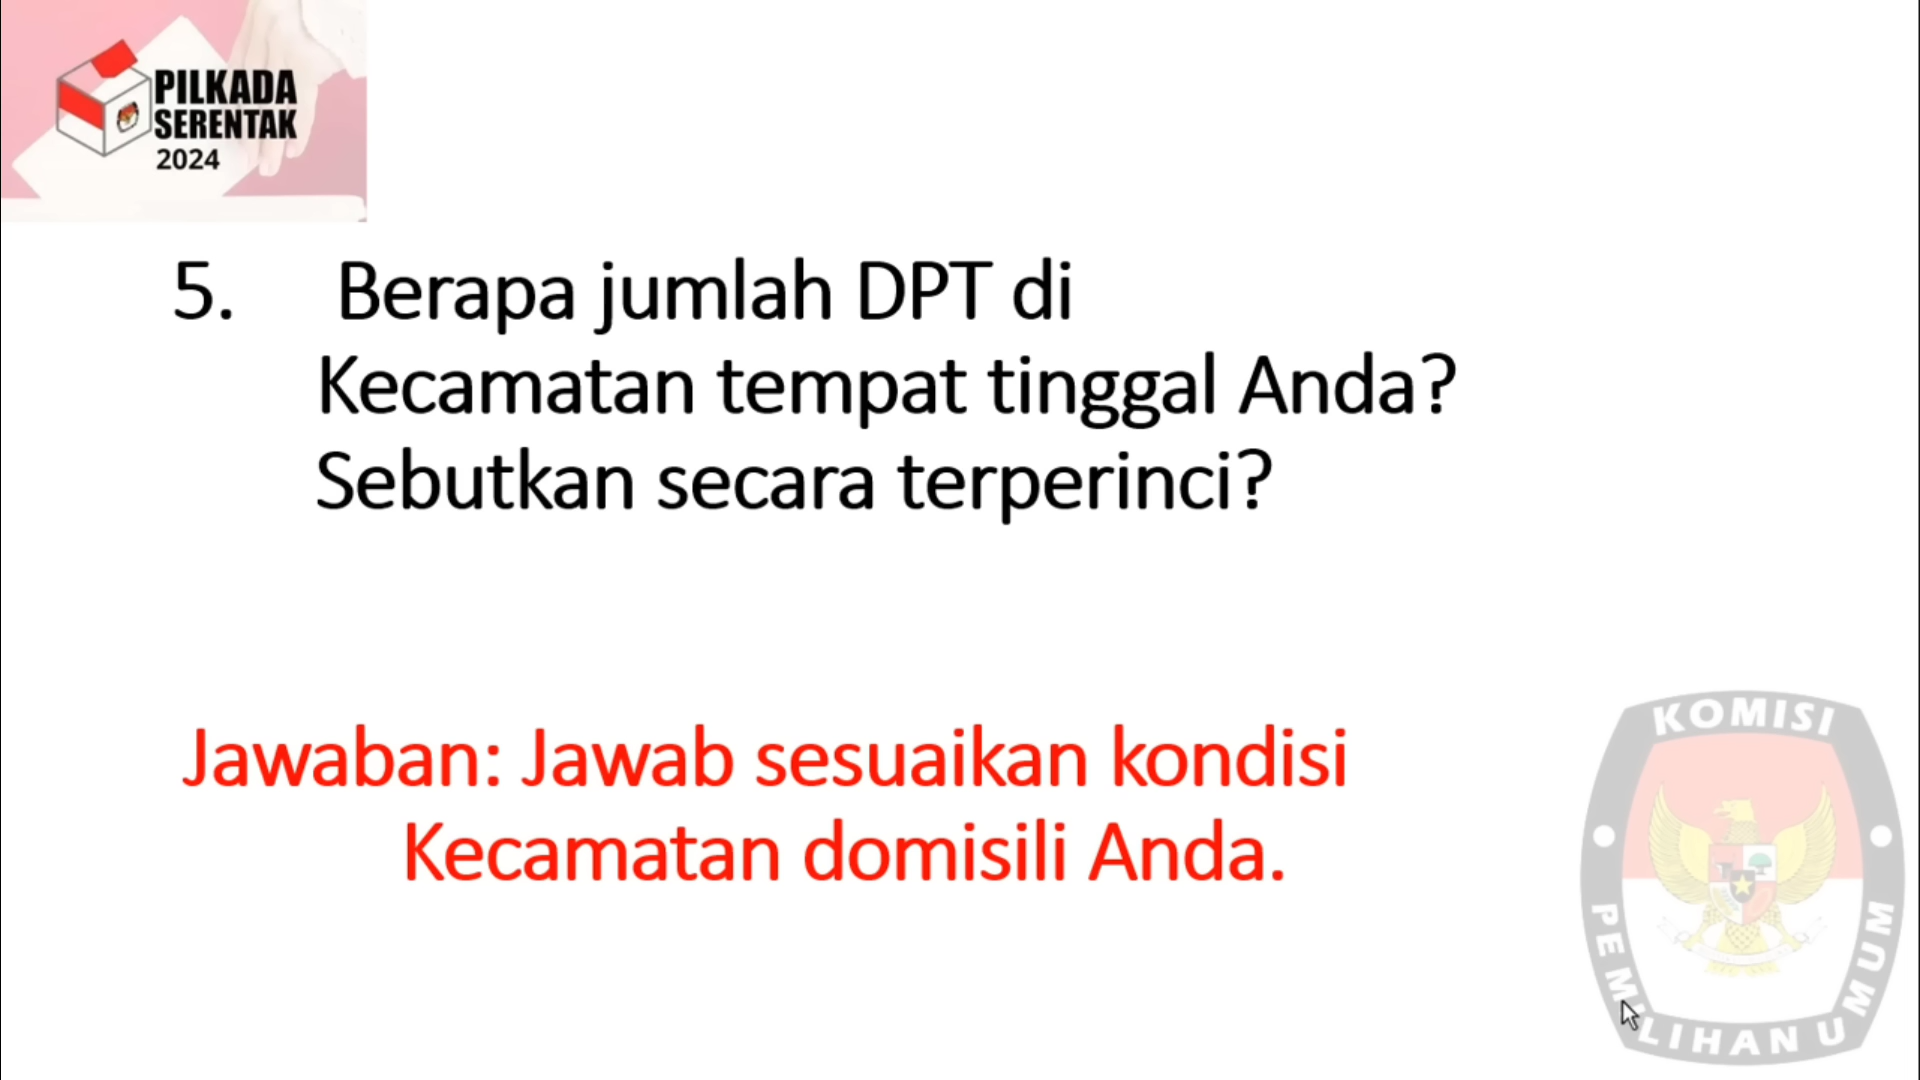 PILKADA
SERENTAK
2024
5. Berapa jumlah DPT di
Kecamatan tempat tinggal Anda?
Sebutkan secara terperinci?
Jawaban: Jawab sesuaikan kondisi
Kecamatan domisili Anda.
KOMISI
PEMILIHAN UMUM